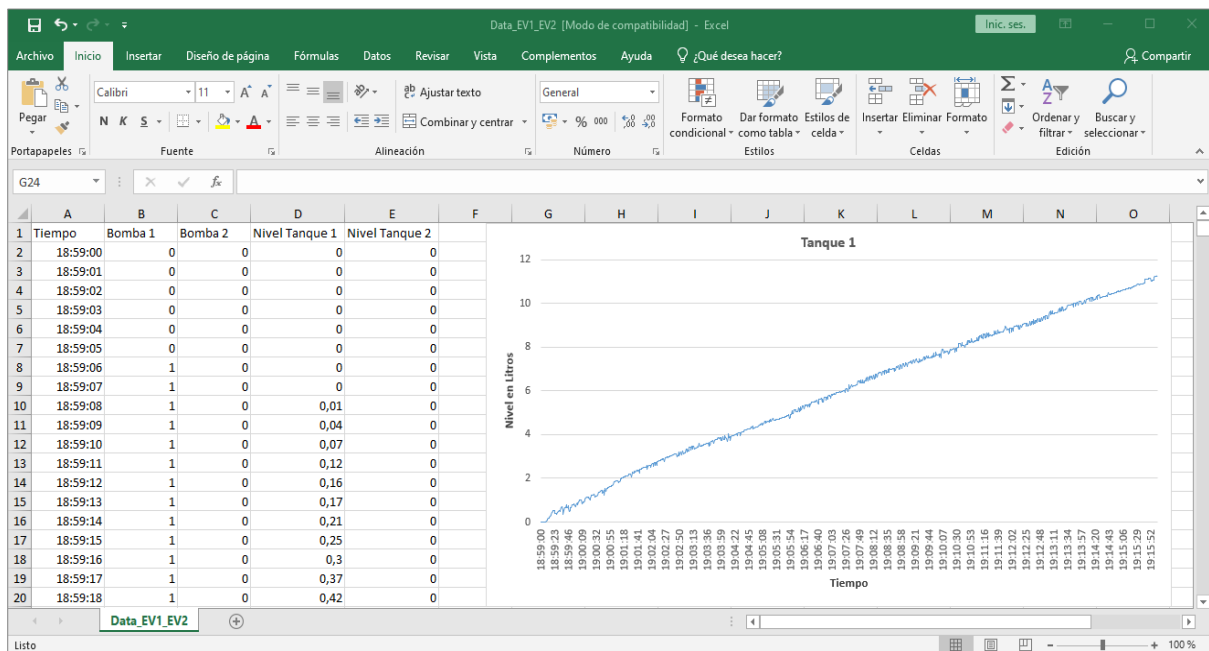 Data_EV1_EV2 [Modo de compatibilidad] - Excel
Inic. ses.
Archivo Inicio Insertar Diseño de página Fórmulas Datos Revisar Vista Complementos Ayuda ¿Qué desea hacer? Compartir
Pegar
Calibri 11
N K S
Ajustar texto
Combinar y centrar
General
% 000
Formato condicional
Dar formato como tabla
Estilos de celda
Insertar Eliminar Formato
Ordenar y filtrar
Buscar y seleccionar
Portapapeles Fuente Alineación Número Estilos Celdas Edición
G24 fx
A B C D E F G H I J K L M N O
1 Tiempo Bomba 1 Bomba 2 Nivel Tanque 1 Nivel Tanque 2
2 18:59:00 0 0 0 0
3 18:59:01 0 0 0 0
4 18:59:02 0 0 0 0
5 18:59:03 0 0 0 0
6 18:59:04 0 0 0 0
7 18:59:05 0 0 0 0
8 18:59:06 1 0 0 0
9 18:59:07 1 0 0 0
10 18:59:08 1 0 0,01 0
11 18:59:09 1 0 0,04 0
12 18:59:10 1 0 0,07 0
13 18:59:11 1 0 0,12 0
14 18:59:12 1 0 0,16 0
15 18:59:13 1 0 0,17 0
16 18:59:14 1 0 0,21 0
17 18:59:15 1 0 0,25 0
18 18:59:16 1 0 0,3 0
19 18:59:17 1 0 0,37 0
20 18:59:18 1 0 0,42 0
Tanque 1
Nivel en Litros
12
10
8
6
4
2
0
18:59:00
18:59:23
18:59:46
19:00:09
19:00:32
19:00:55
19:01:18
19:01:41
19:02:04
19:02:27
19:02:50
19:03:13
19:03:36
19:03:59
19:04:22
19:04:45
19:05:08
19:05:31
19:05:54
19:06:17
19:06:40
19:07:03
19:07:26
19:07:49
19:08:12
19:08:35
19:08:58
19:09:21
19:09:44
19:10:07
19:10:30
19:10:53
19:11:16
19:11:39
19:12:02
19:12:25
19:12:48
19:13:11
19:13:34
19:13:57
19:14:20
19:14:43
19:15:06
19:15:29
19:15:52
Tiempo
Data_EV1_EV2
Listo
100 %